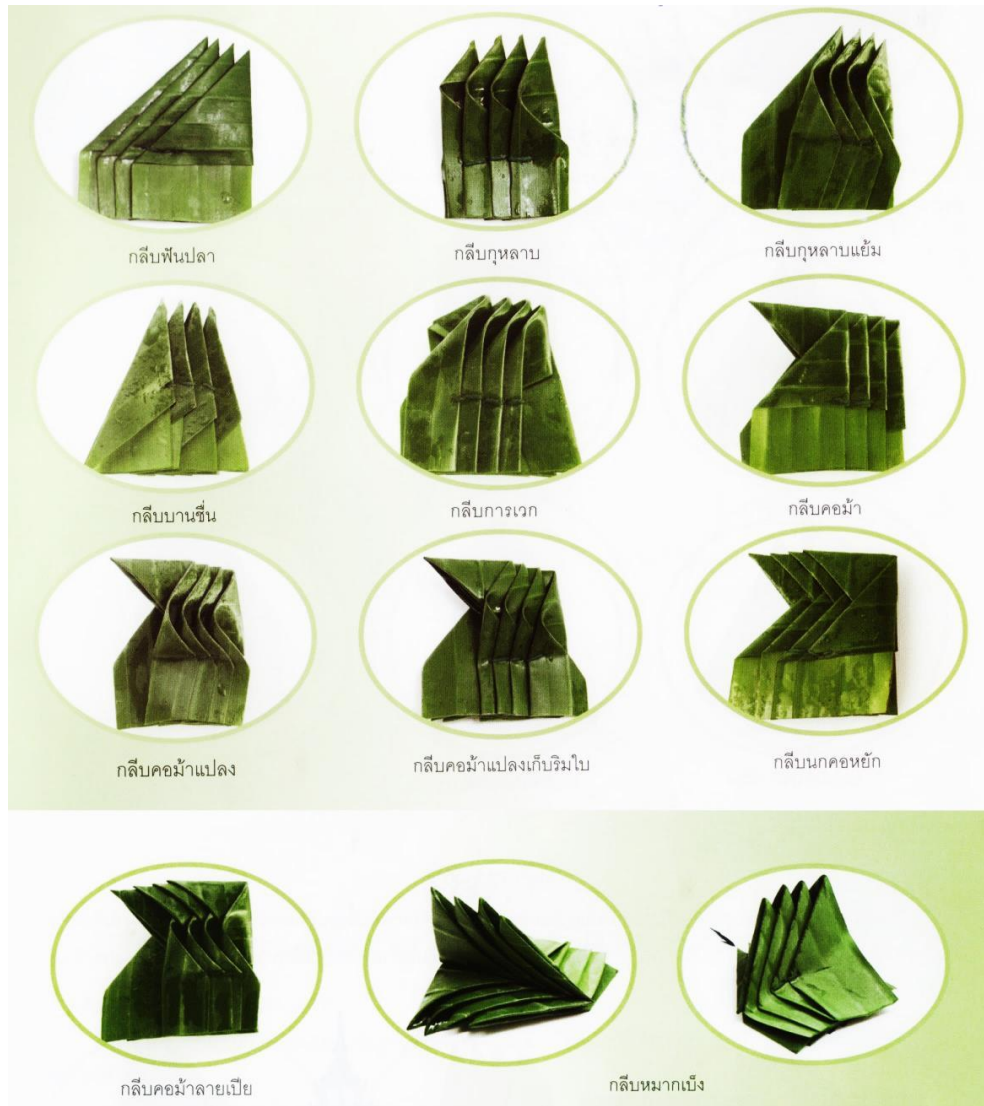 กลีบฟันปลา
กลีบกุหลาบ
กลีบกุหลาบแย้ม
กลีบบานชื่น
กลีบการเวก
กลีบคอม้า
กลีบคอม้าแปลง
กลีบคอม้าแปลงเก็บริมใบ
กลีบนกคอหยัก
กลีบคอม้าลายเปีย
กลีบหมากเบ็ง